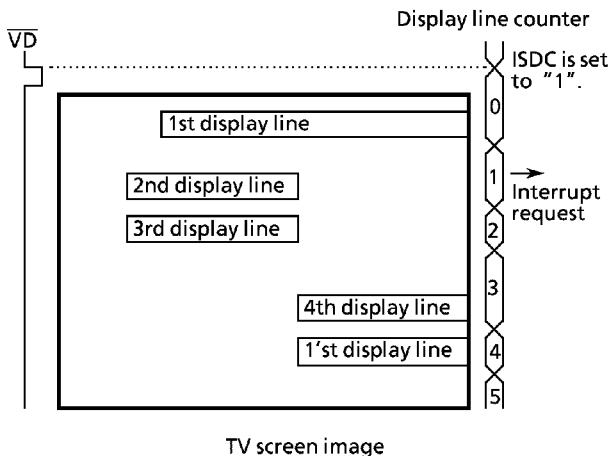 Display line counter
VD
ISDC is set
to "1".
0
1st display line
1
Interrupt
request
2nd display line
3rd display line
2
3
4th display line
1'st display line
4
5
TV screen image